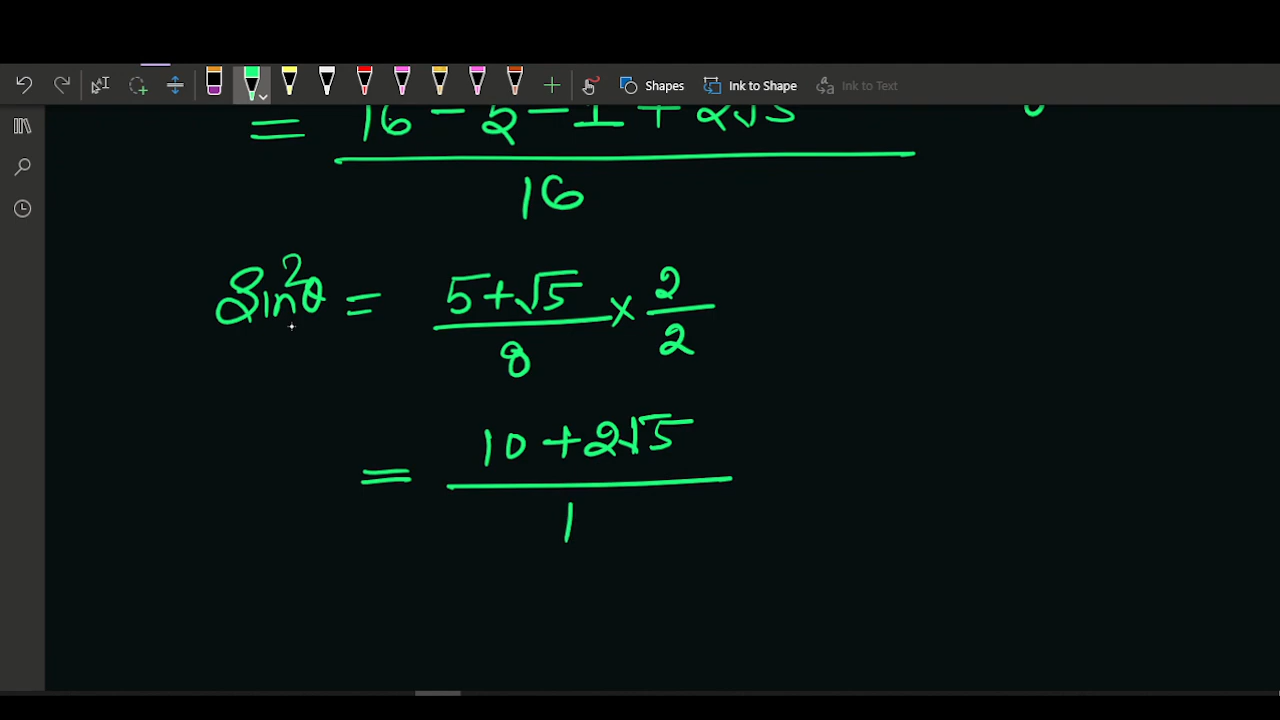 Shapes Ink to Shape Ink to Text
= 16 - 5 - 1 + 2√5
16
Sin²θ = 5+√5 × 2
8 2
= 10 + 2√5
1